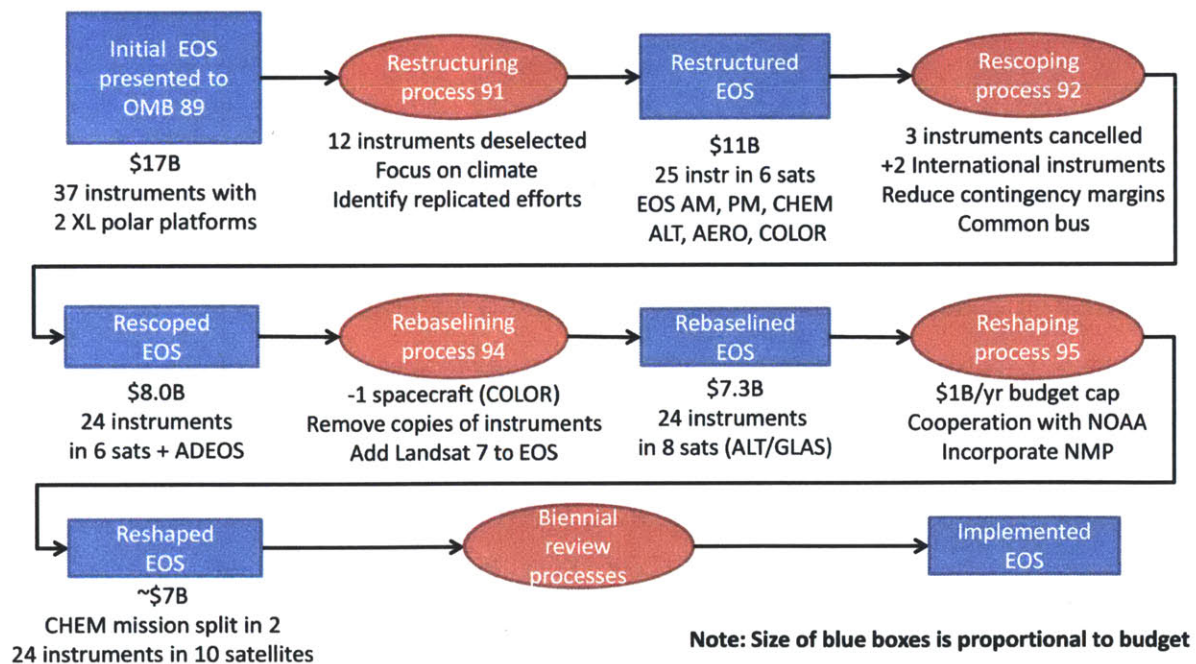 Initial EOS
presented to
OMB 89
$17B
37 instruments with
2 XL polar platforms
Restructuring
process 91
12 instruments deselected
Focus on climate
Identify replicated efforts
Restructured
EOS
$11B
25 instr in 6 sats
EOS AM, PM, CHEM
ALT, AERO, COLOR
Rescoping
process 92
3 instruments cancelled
+2 International instruments
Reduce contingency margins
Common bus
Rescoped
EOS
$8.0B
24 instruments
in 6 sats + ADEOS
Rebaselining
process 94
-1 spacecraft (COLOR)
Remove copies of instruments
Add Landsat 7 to EOS
Rebaselined
EOS
$7.3B
24 instruments
in 8 sats (ALT/GLAS)
Reshaping
process 95
$1B/yr budget cap
Cooperation with NOAA
Incorporate NMP
Reshaped
EOS
~$7B
CHEM mission split in 2
24 instruments in 10 satellites
Biennial
review
processes
Implemented
EOS
Note: Size of blue boxes is proportional to budget